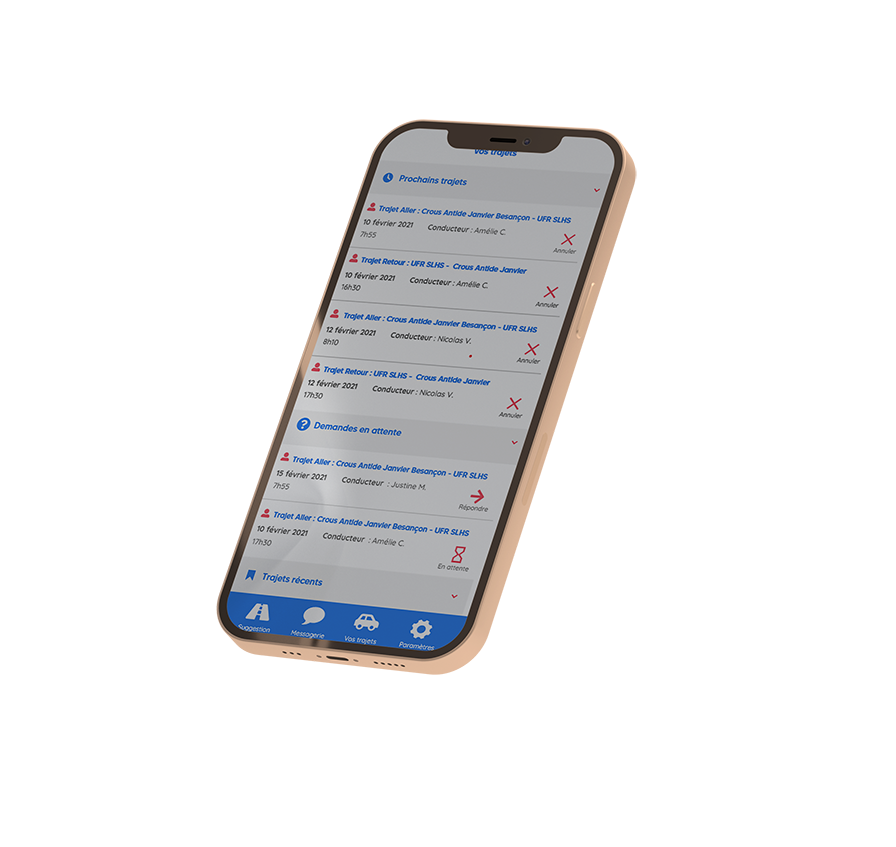 Vos trajets
Prochains trajets
Trajet Aller : Crous Antide Janvier Besançon - UFR SLHS
10 février 2021 Conducteur : Amélie C.
7h55
Annuler
Trajet Retour : UFR SLHS - Crous Antide Janvier
10 février 2021 Conducteur : Amélie C.
16h30
Annuler
Trajet Aller : Crous Antide Janvier Besançon - UFR SLHS
12 février 2021 Conducteur : Nicolas V.
8h10
Annuler
Trajet Retour : UFR SLHS - Crous Antide Janvier
12 février 2021 Conducteur : Nicolas V.
17h30
Annuler
Demandes en attente
Trajet Aller : Crous Antide Janvier Besançon - UFR SLHS
15 février 2021 Conducteur : Justine M.
7h55
Répondre
Trajet Aller : Crous Antide Janvier Besançon - UFR SLHS
10 février 2021 Conducteur : Amélie C.
17h30
En attente
Trajets récents
Suggestion Messagerie Vos trajets Paramètres